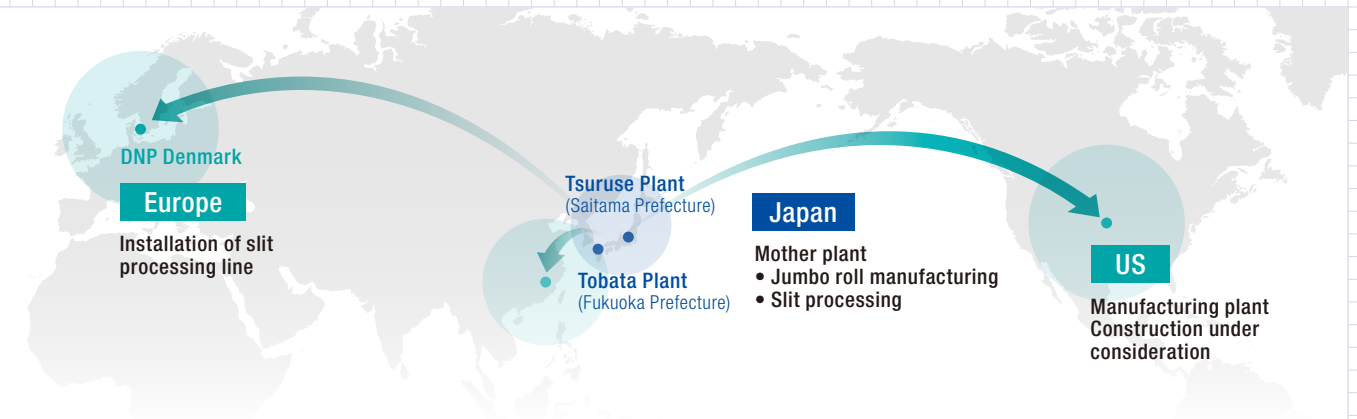 DNP Denmark
Europe
Installation of slit
processing line
Tsuruse Plant
(Saitama Prefecture)
Tobata Plant
(Fukuoka Prefecture)
Japan
Mother plant
• Jumbo roll manufacturing
• Slit processing
US
Manufacturing plant
Construction under
consideration